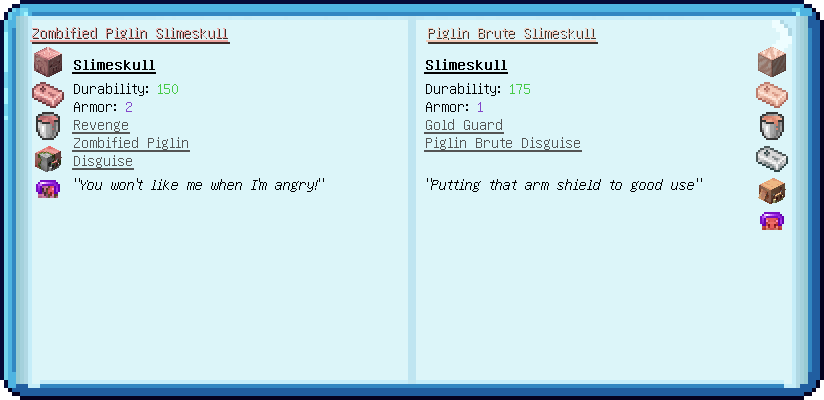 Zombified Piglin Slimeskull
Slimeskull
Durability: 150
Armor: 2
Revenge
Zombified Piglin
Disguise
"You won't like me when I'm angry!"
Piglin Brute Slimeskull
Slimeskull
Durability: 175
Armor: 1
Gold Guard
Piglin Brute Disguise
"Putting that arm shield to good use"